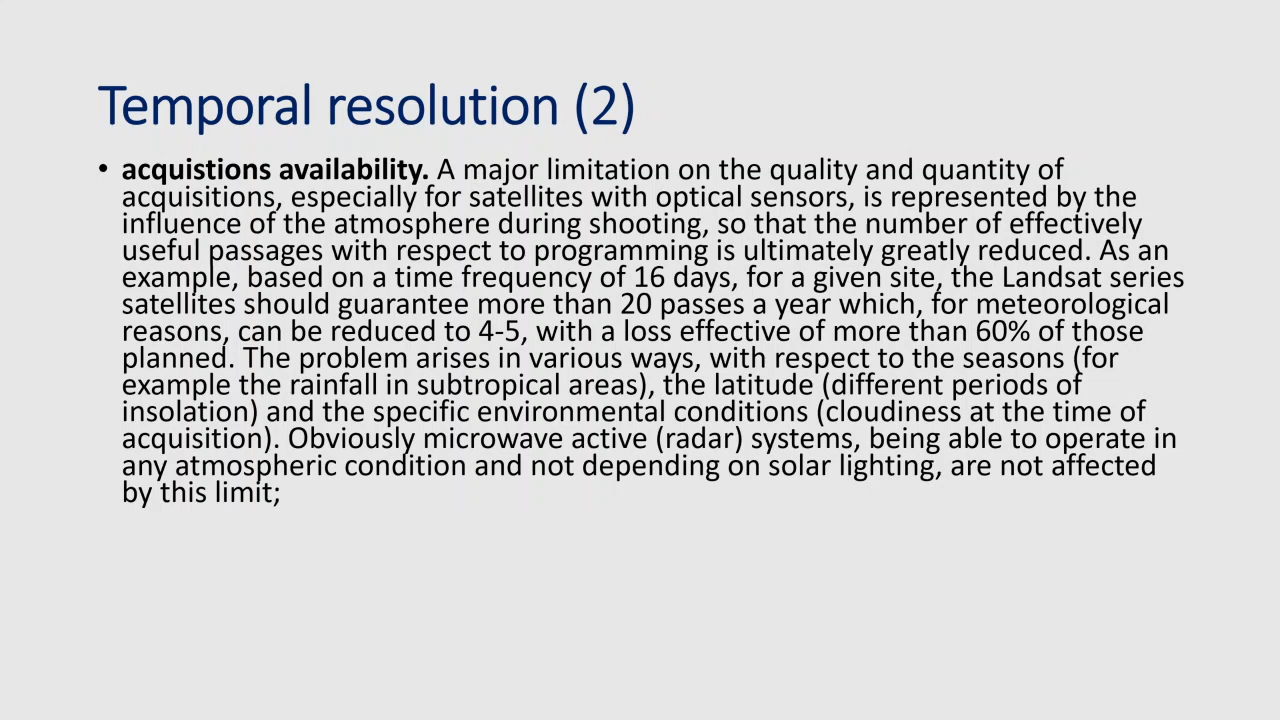 Temporal resolution (2)
• acquistions availability. A major limitation on the quality and quantity of
acquisitions, especially for satellites with optical sensors, is represented by the
influence of the atmosphere during shooting, so that the number of effectively
useful passages with respect to programming is ultimately greatly reduced. As an
example, based on a time frequency of 16 days, for a given site, the Landsat series
satellites should guarantee more than 20 passes a year which, for meteorological
reasons, can be reduced to 4-5, with a loss effective of more than 60% of those
planned. The problem arises in various ways, with respect to the seasons (for
example the rainfall in subtropical areas), the latitude (different periods of
insolation) and the specific environmental conditions (cloudiness at the time of
acquisition). Obviously microwave active (radar) systems, being able to operate in
any atmospheric condition and not depending on solar lighting, are not affected
by this limit;